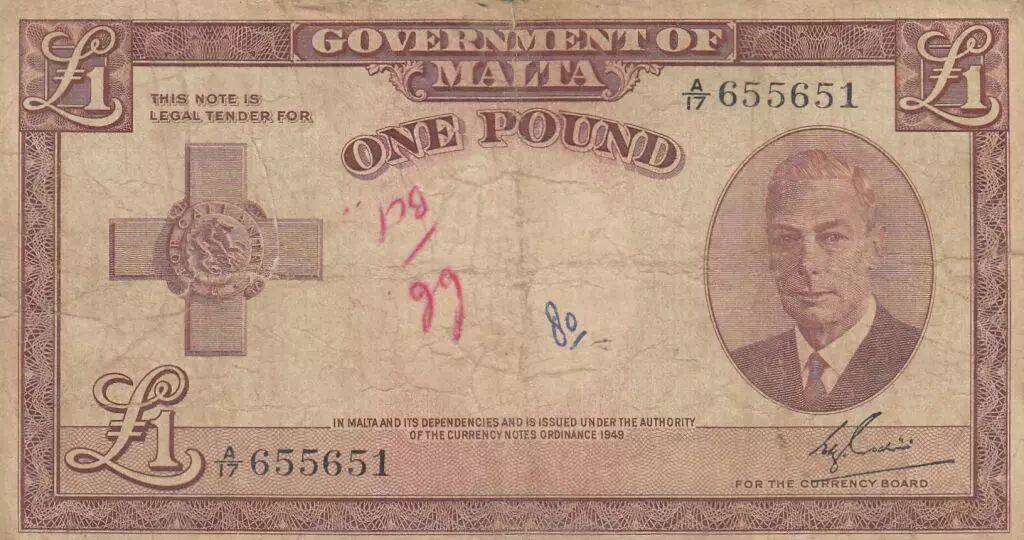 GOVERNMENT OF
MALTA
£1
£1
THIS NOTE IS
LEGAL TENDER FOR
A/17 655651
ONE POUND
80
IN MALTA AND ITS DEPENDENCIES AND IS ISSUED UNDER THE AUTHORITY
OF THE CURRENCY NOTES ORDINANCE 1949
£1
A/17 655651
FOR THE CURRENCY BOARD